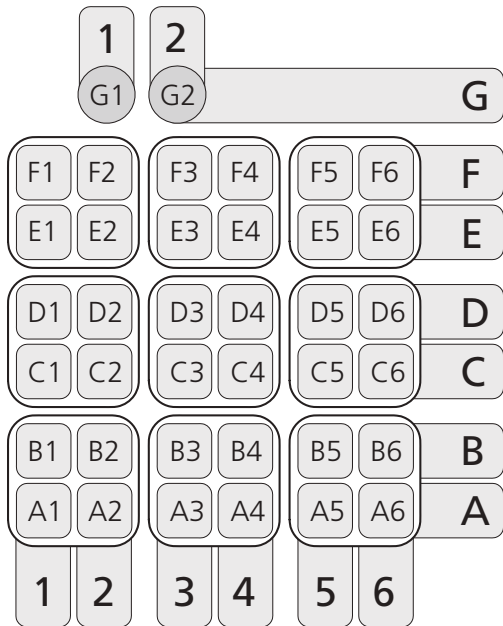 1 2
G1 G2 G
F1 F2 F3 F4 F5 F6 F
E1 E2 E3 E4 E5 E6 E
D1 D2 D3 D4 D5 D6 D
C1 C2 C3 C4 C5 C6 C
B1 B2 B3 B4 B5 B6 B
A1 A2 A3 A4 A5 A6 A
1 2 3 4 5 6